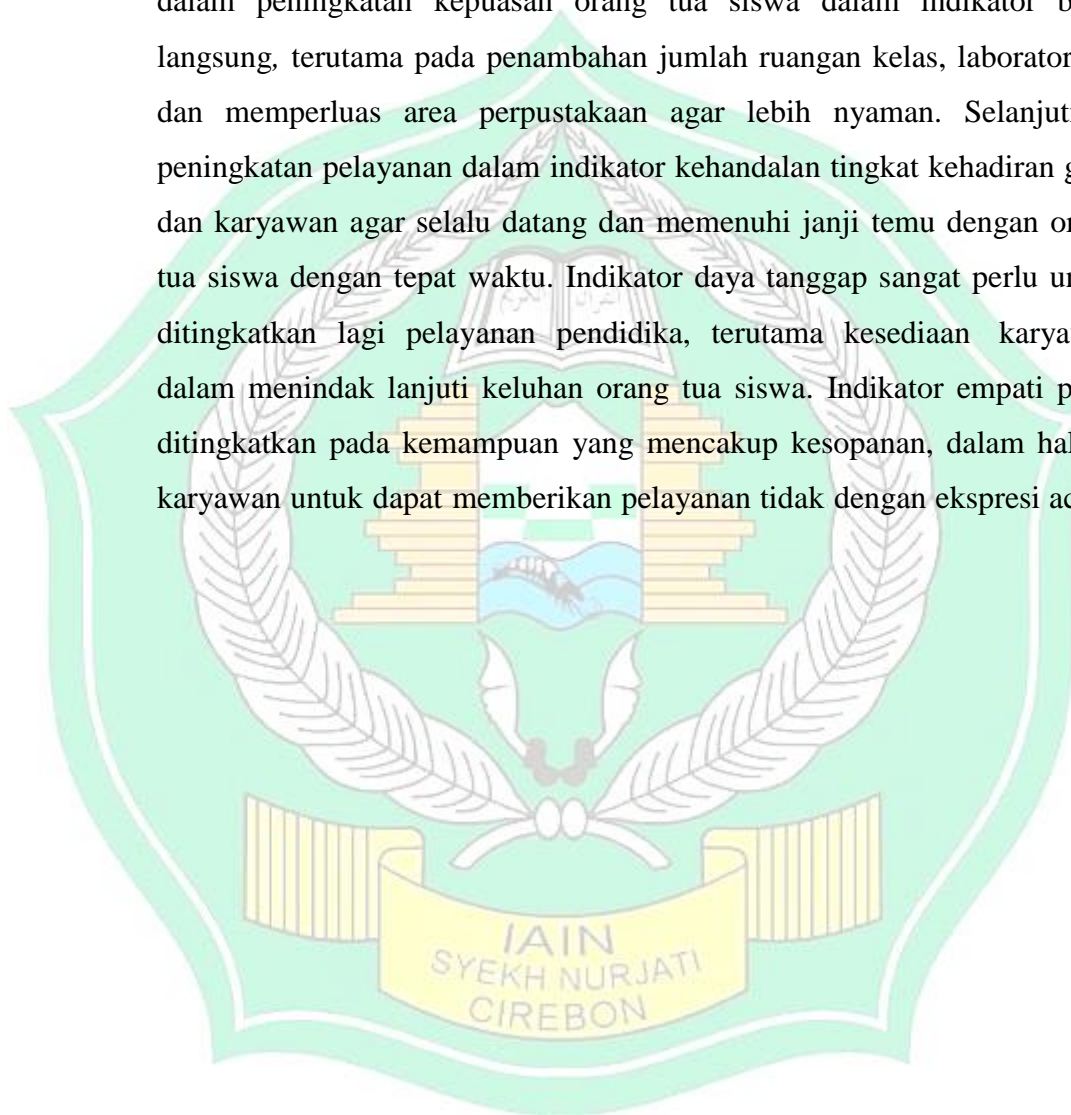 dalam peningkatan kepuasan orang tua siswa dalam indikator b
langsung, terutama pada penambahan jumlah ruangan kelas, laborator
dan memperluas area perpustakaan agar lebih nyaman. Selanjut
peningkatan pelayanan dalam indikator kehandalan tingkat kehadiran g
dan karyawan agar selalu datang dan memenuhi janji temu dengan or
tua siswa dengan tepat waktu. Indikator daya tanggap sangat perlu u
ditingkatkan lagi pelayanan pendidika, terutama kesediaan karya
dalam menindak lanjuti keluhan orang tua siswa. Indikator empati p
ditingkatkan pada kemampuan yang mencakup kesopanan, dalam hal
karyawan untuk dapat memberikan pelayanan tidak dengan ekspresi ac
IAIN
SYEKH NURJATI
CIREBON